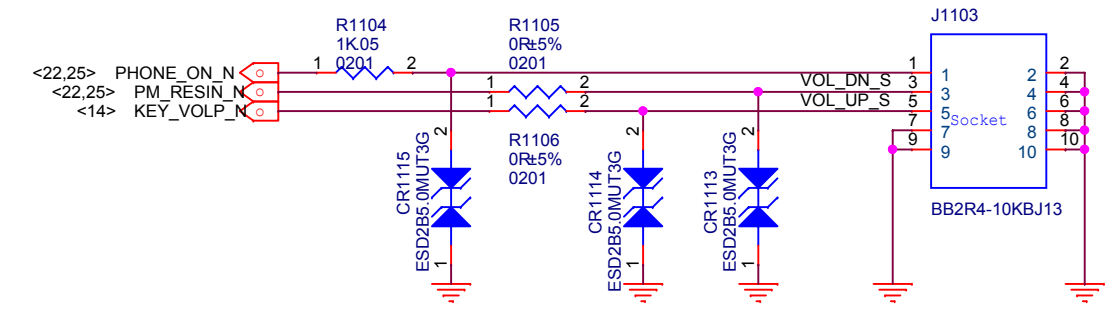 J1103
R1104
1K.05
0201
R1105
0R±5%
0201
<22,25> PHONE_ON_N
<22,25> PM_RESIN_N
<14> KEY_VOLP_N
1 2
1 2
1 2
VOL_DN_S
VOL_UP_S
1 1 2 2
3 3 4 4
5 5 6 6
7 7 8 8
9 9 10 10
Socket
BB2R4-10KBJ13
R1106
0R±5%
0201
2
CR1115
ESD2B5.0MUT3G
1
2
CR1114
ESD2B5.0MUT3G
1
2
CR1113
ESD2B5.0MUT3G
1